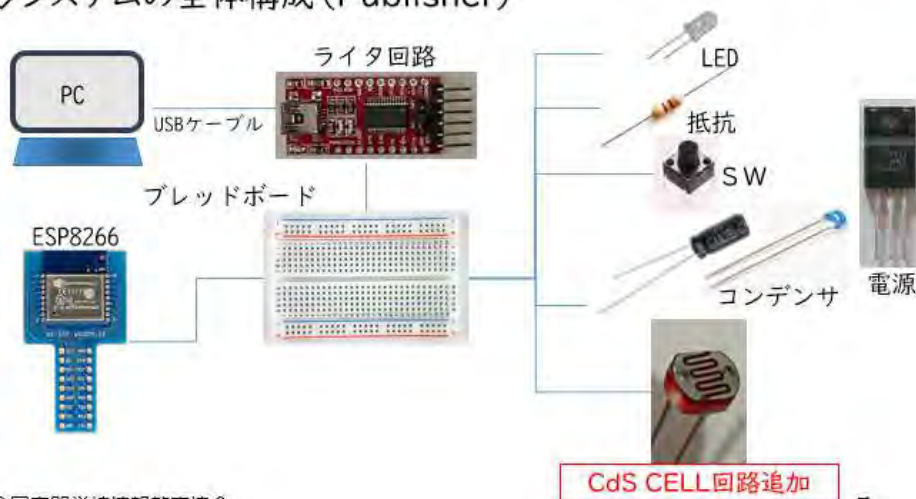 システムの全体構成(Publisher)
ライタ回路
PC
USBケーブル
LED
抵抗
SW
ブレッドボード
ESP8266
コンデンサ
電源
CdS CELL回路追加